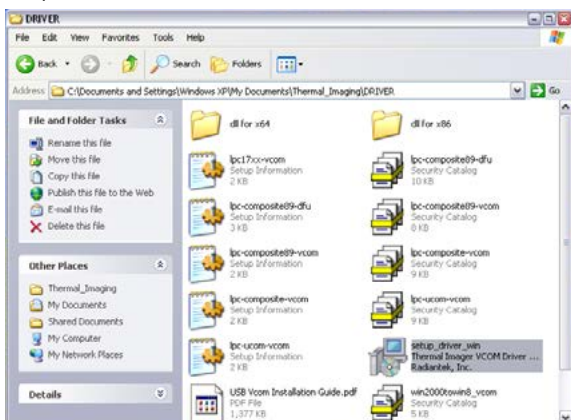 DRIVER
File Edit View Favorites Tools Help
Back Search Folders
Address C:\Documents and Settings\Windows XP\My Documents\Thermal_Imaging\DRIVER Go
File and Folder Tasks
Rename this file
Move this file
Copy this file
Publish this file to the Web
E-mail this file
Delete this file
Other Places
Thermal_Imaging
My Documents
Shared Documents
My Computer
My Network Places
Details
dll for x64
dll for x86
lpc17xx-vcom
Setup Information
2 KB
lpc-composite89-dfu
Security Catalog
10 KB
lpc-composite89-dfu
Setup Information
3 KB
lpc-composite89-vcom
Security Catalog
0 KB
lpc-composite89-vcom
Setup Information
2 KB
lpc-composite-vcom
Security Catalog
9 KB
lpc-composite-vcom
Setup Information
2 KB
lpc-ucom-vcom
Security Catalog
9 KB
lpc-ucom-vcom
Setup Information
2 KB
setup_driver_win
Thermal Imager VCOM Driver ...
Radiantek, Inc.
USB Vcom Installation Guide.pdf
PDF File
1,377 KB
win2000towin8_vcom
Security Catalog
5 KB